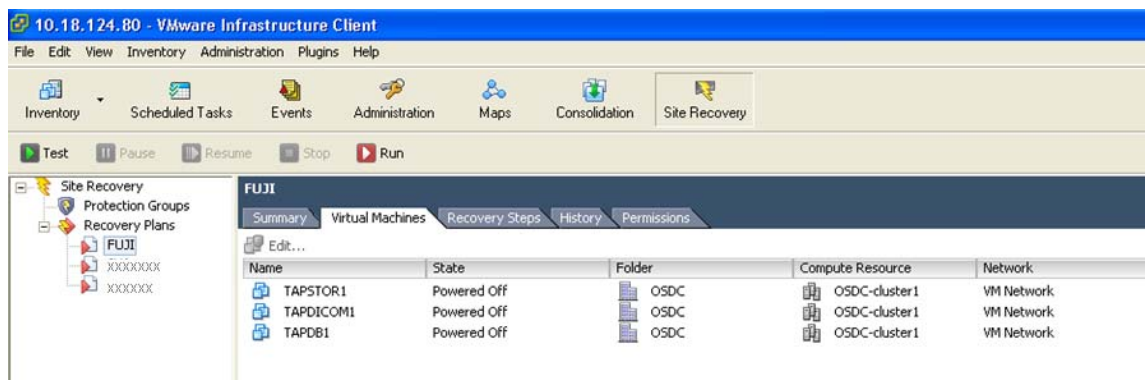 10.18.124.80 - VMware Infrastructure Client
File Edit View Inventory Administration Plugins Help
Inventory Scheduled Tasks Events Administration Maps Consolidation Site Recovery
Test Pause Resume Stop Run
Site Recovery
Protection Groups
Recovery Plans
FUJI
XXXXXXX
XXXXXX
FUJI
Summary Virtual Machines Recovery Steps History Permissions
Edit...
Name State Folder Compute Resource Network
TAPSTOR1 Powered Off OSDC OSDC-cluster1 VM Network
TAPDICOM1 Powered Off OSDC OSDC-cluster1 VM Network
TAPDB1 Powered Off OSDC OSDC-cluster1 VM Network